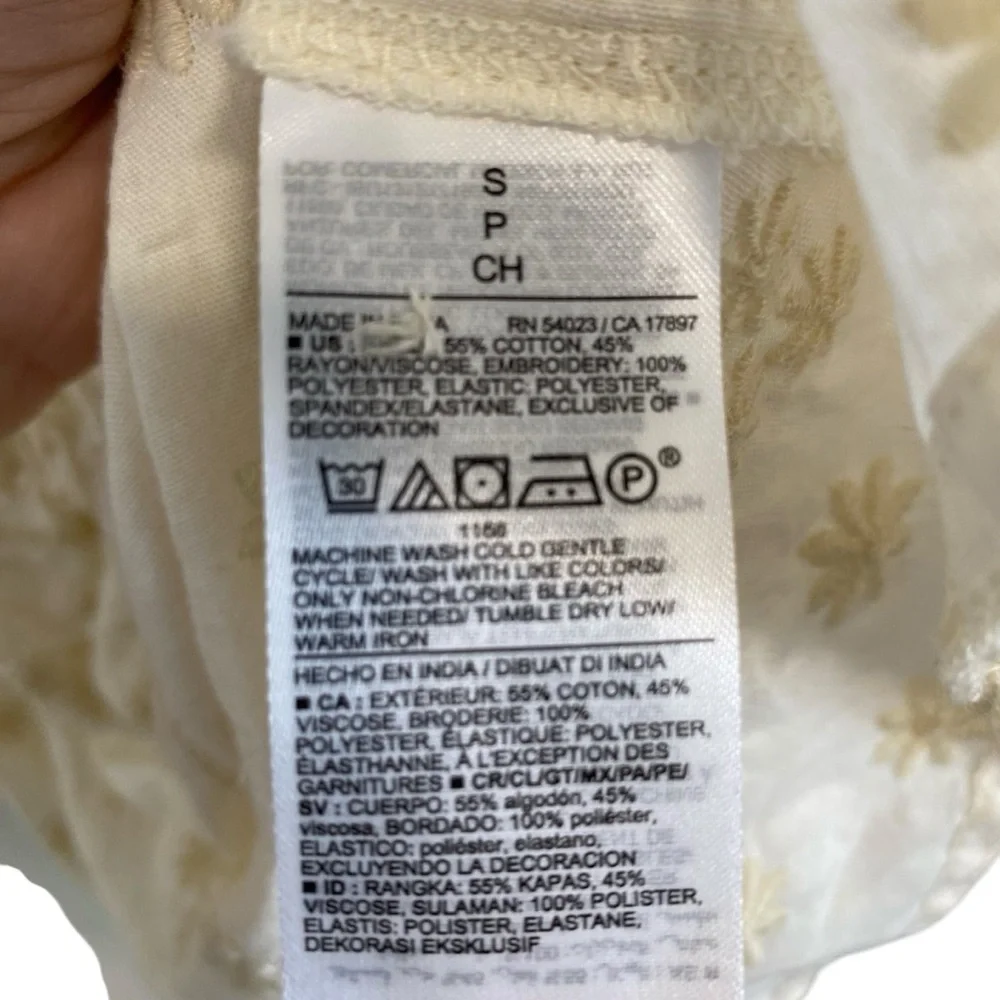 S
P
CH
MADE IN A RN 54023 / CA 17897
■ US : 55% COTTON, 45%
RAYON/VISCOSE, EMBROIDERY: 100%
POLYESTER, ELASTIC: POLYESTER,
SPANDEX/ELASTANE, EXCLUSIVE OF
DECORATION
30 P®
1156
MACHINE WASH COLD GENTLE
CYCLE/ WASH WITH LIKE COLORS/
ONLY NON-CHLORINE BLEACH
WHEN NEEDED/ TUMBLE DRY LOW/
WARM IRON
HECHO EN INDIA / DIBUAT DI INDIA
■ CA : EXTÉRIEUR: 55% COTON, 45%
VISCOSE, BRODERIE: 100%
POLYESTER, ÉLASTIQUE: POLYESTER,
ÉLASTHANNE, À L'EXCEPTION DES
GARNITURES ■ CR/CL/GT/MX/PA/PE/
SV : CUERPO: 55% algodón, 45%
viscosa, BORDADO: 100% poliéster,
ELASTICO: poliéster, elastano,
EXCLUYENDO LA DECORACION
■ ID : RANGKA: 55% KAPAS, 45%
VISCOSE, SULAMAN: 100% POLISTER,
ELASTIS: POLISTER, ELASTANE,
DEKORASI EKSKLUSIF